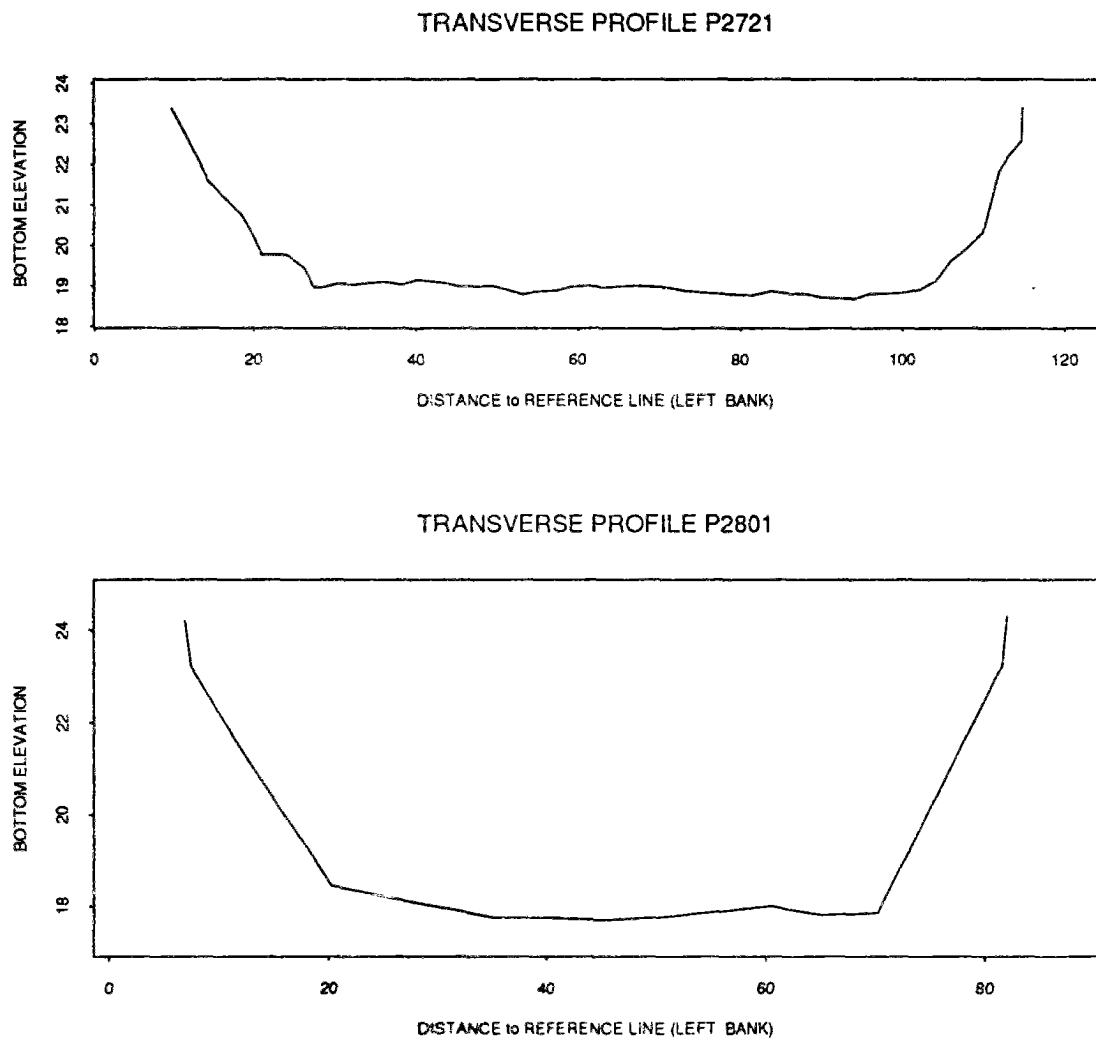 TRANSVERSE PROFILE P2721
BOTTOM ELEVATION
24
23
22
21
20
19
18
0 20 40 60 80 100 120
DISTANCE to REFERENCE LINE (LEFT BANK)
TRANSVERSE PROFILE P2801
BOTTOM ELEVATION
24
22
20
18
0 20 40 60 80
DISTANCE to REFERENCE LINE (LEFT BANK)